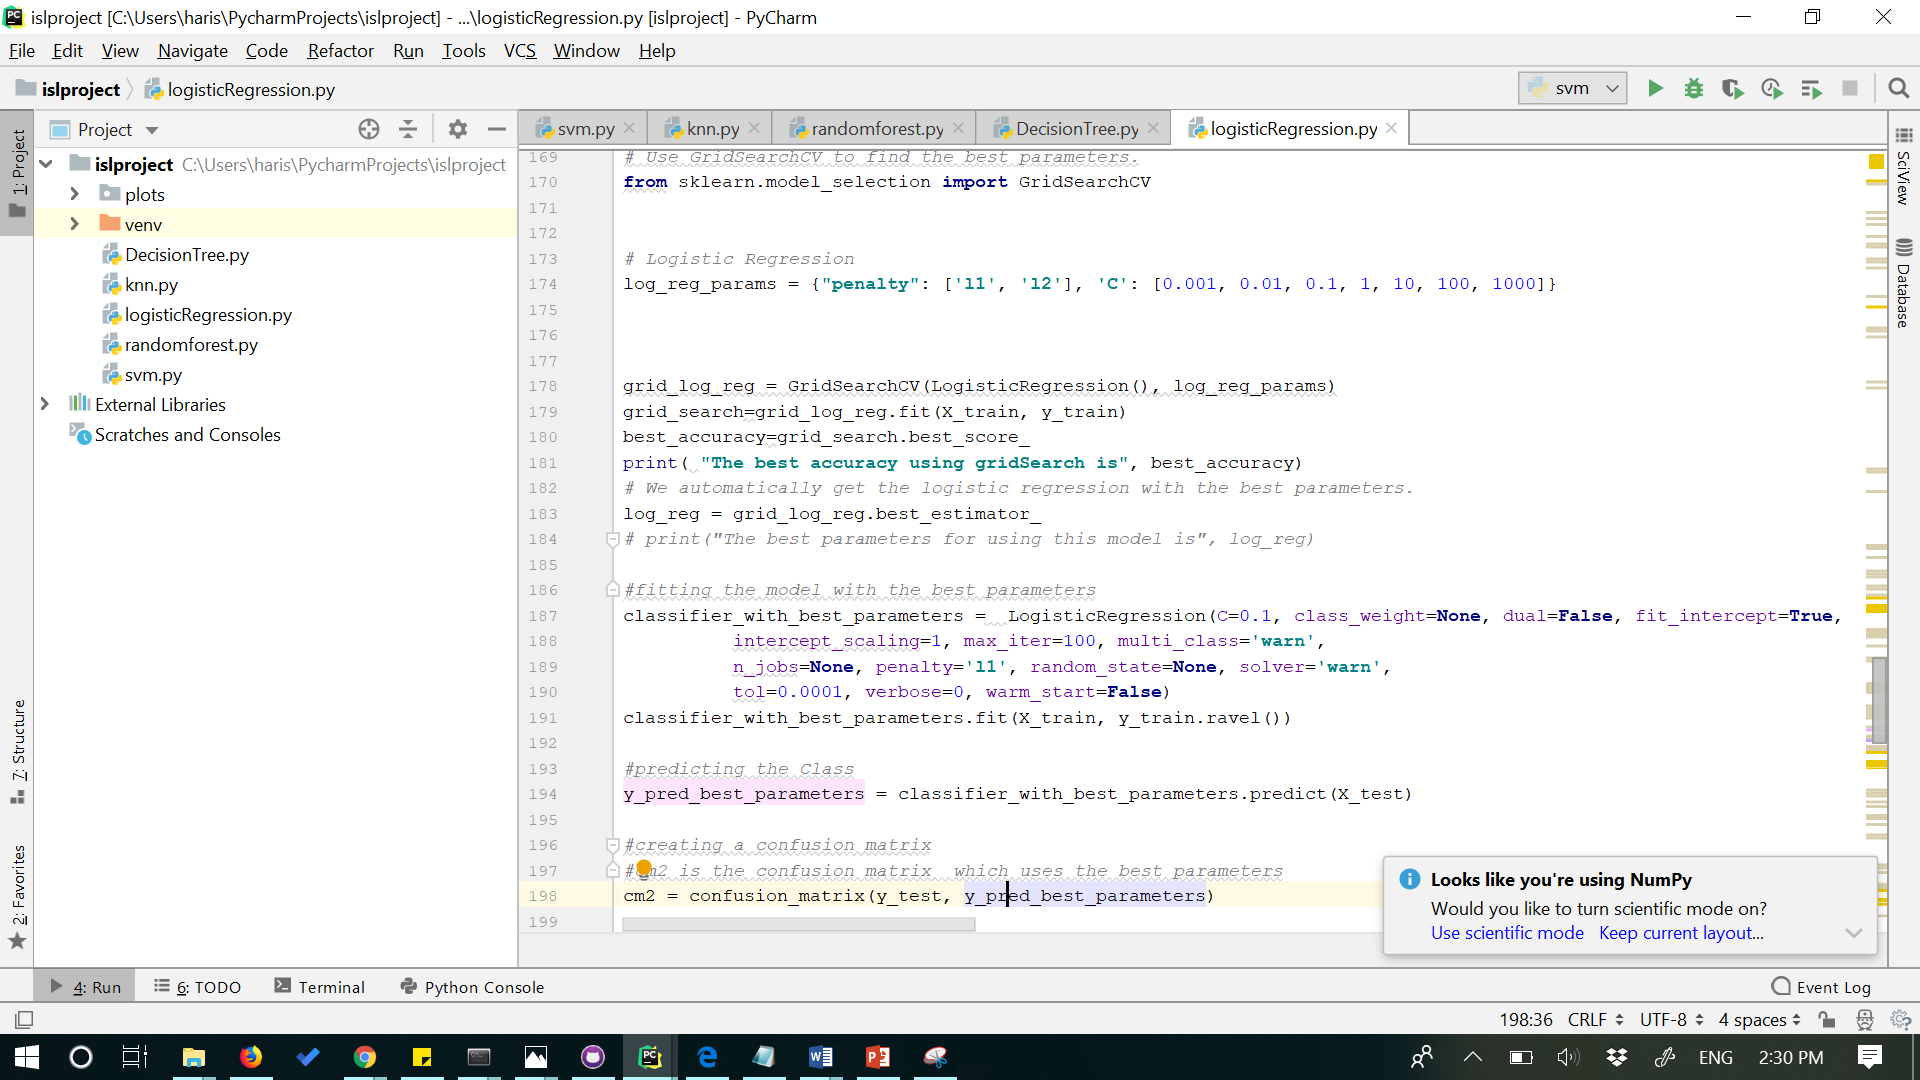 islproject [C:\Users\haris\PycharmProjects\islproject] - ...\logisticRegression.py [islproject] - PyCharm
File Edit View Navigate Code Refactor Run Tools VCS Window Help
islproject logisticRegression.py svm
1: Project
Project
svm.py knn.py randomforest.py DecisionTree.py logisticRegression.py
islproject C:\Users\haris\PycharmProjects\islproject
plots
venv
DecisionTree.py
knn.py
logisticRegression.py
randomforest.py
svm.py
External Libraries
Scratches and Consoles
7: Structure
2: Favorites
169 # Use GridSearchCV to find the best parameters.
170 from sklearn.model_selection import GridSearchCV
171
172
173 # Logistic Regression
174 log_reg_params = {"penalty": ['l1', 'l2'], 'C': [0.001, 0.01, 0.1, 1, 10, 100, 1000]}
175
176
177
178 grid_log_reg = GridSearchCV(LogisticRegression(), log_reg_params)
179 grid_search=grid_log_reg.fit(X_train, y_train)
180 best_accuracy=grid_search.best_score_
181 print( "The best accuracy using gridSearch is", best_accuracy)
182 # We automatically get the logistic regression with the best parameters.
183 log_reg = grid_log_reg.best_estimator_
184 # print("The best parameters for using this model is", log_reg)
185
186 #fitting the model with the best parameters
187 classifier_with_best_parameters =  LogisticRegression(C=0.1, class_weight=None, dual=False, fit_intercept=True,
188 intercept_scaling=1, max_iter=100, multi_class='warn',
189 n_jobs=None, penalty='l1', random_state=None, solver='warn',
190 tol=0.0001, verbose=0, warm_start=False)
191 classifier_with_best_parameters.fit(X_train, y_train.ravel())
192
193 #predicting the Class
194 y_pred_best_parameters = classifier_with_best_parameters.predict(X_test)
195
196 #creating a confusion matrix
197 #m2 is the confusion matrix  which uses the best parameters
198 cm2 = confusion_matrix(y_test, y_pred_best_parameters)
199
SciView
Database
Looks like you're using NumPy
Would you like to turn scientific mode on?
Use scientific mode Keep current layout...
4: Run 6: TODO Terminal Python Console Event Log
198:36 CRLF UTF-8 4 spaces
ENG 2:30 PM